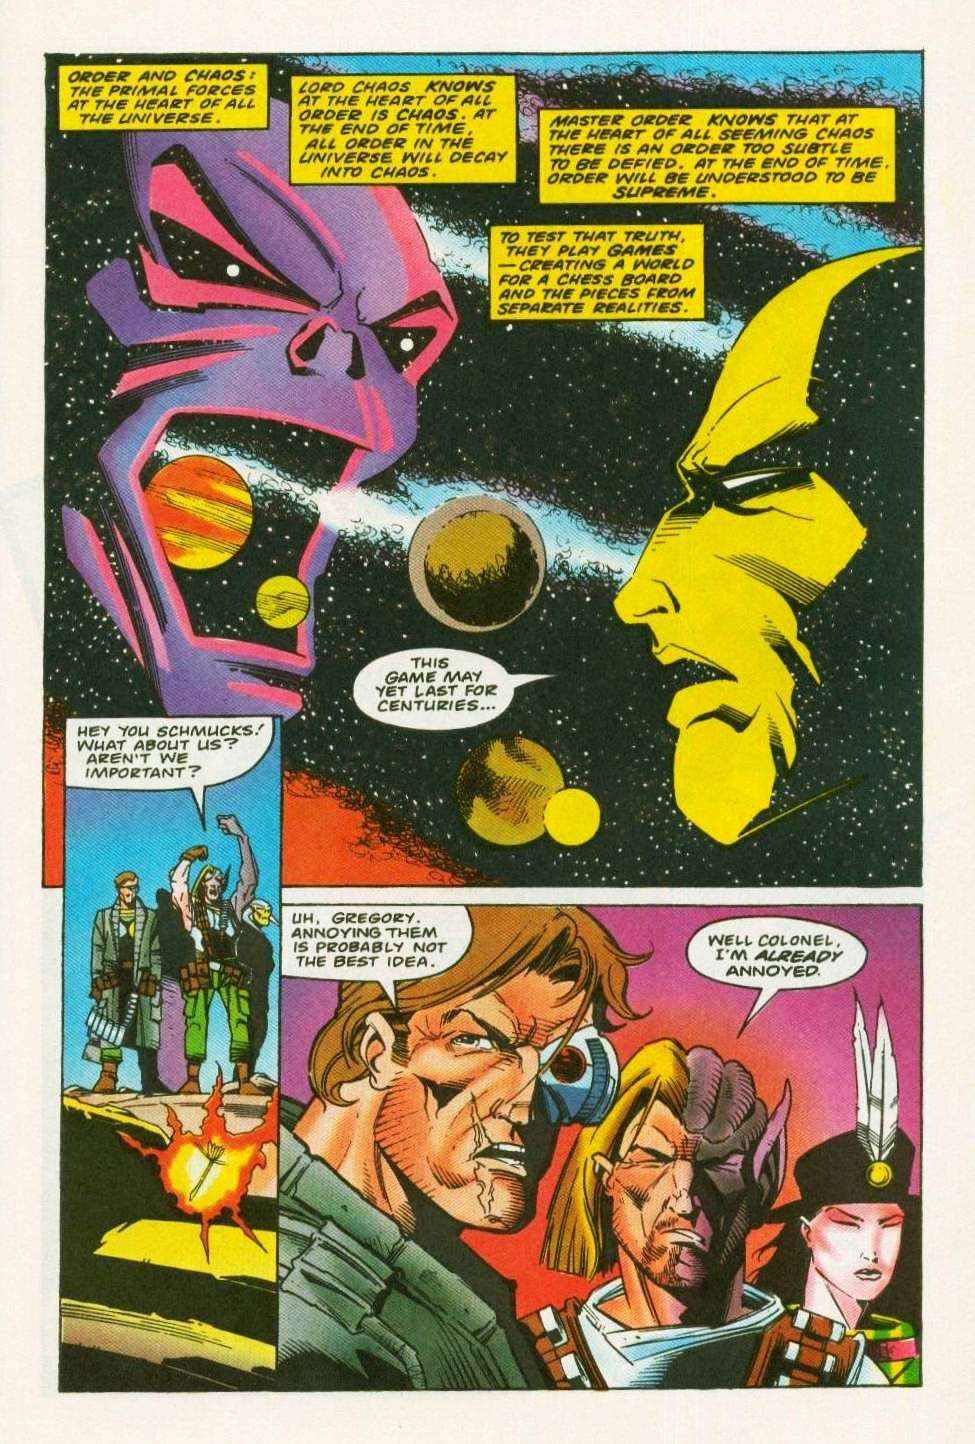 ORDER AND CHAOS:
THE PRIMAL FORCES
AT THE HEART OF ALL
THE UNIVERSE.
LORD CHAOS KNOWS
AT THE HEART OF ALL
ORDER IS CHAOS. AT
THE END OF TIME,
ALL ORDER IN THE
UNIVERSE WILL DECAY
INTO CHAOS.
MASTER ORDER KNOWS THAT AT
THE HEART OF ALL SEEMING CHAOS
THERE IS AN ORDER TOO SUBTLE
TO BE DEFIED. AT THE END OF TIME,
ORDER WILL BE UNDERSTOOD TO BE
SUPREME.
TO TEST THAT TRUTH,
THEY PLAY GAMES
—CREATING A WORLD
FOR A CHESS BOARD
AND THE PIECES FROM
SEPARATE REALITIES.
THIS
GAME MAY
YET LAST FOR
CENTURIES...
HEY YOU SCHMUCKS!
WHAT ABOUT US?
AREN'T WE
IMPORTANT?
UH, GREGORY.
ANNOYING THEM
IS PROBABLY NOT
THE BEST IDEA.
WELL COLONEL,
I'M ALREADY
ANNOYED.